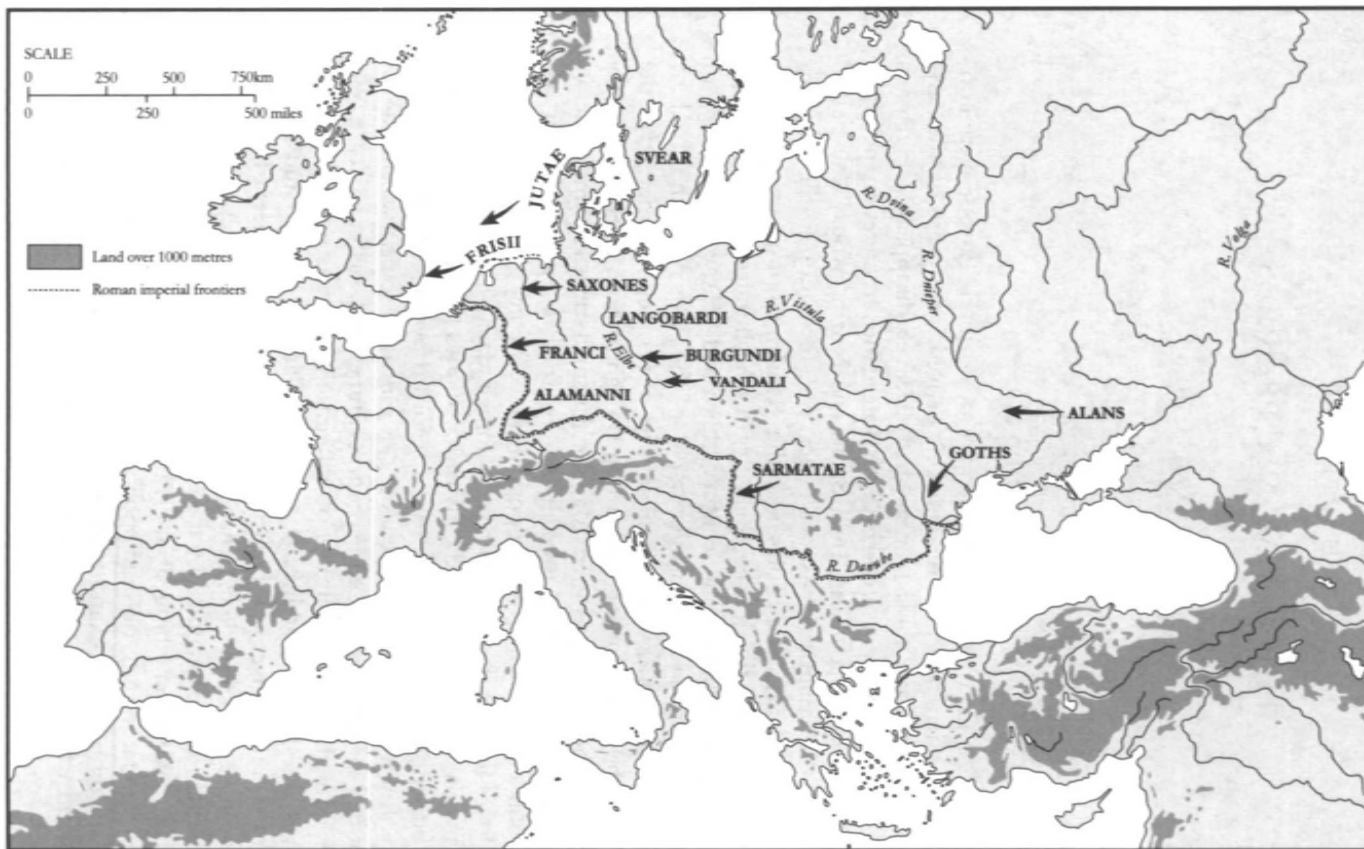 SCALE
0 250 500 750km
0 250 500 miles
Land over 1000 metres
Roman imperial frontiers
SVEAR
JUTAE
FRISII
SAXONES
LANGOBARDI
FRANCI
R. Elbe
BURGUNDI
VANDALI
ALAMANNI
R. Vistula
R. Dvina
R. Dnieper
R. Volga
ALANS
GOTHS
SARMATAE
R. Danube